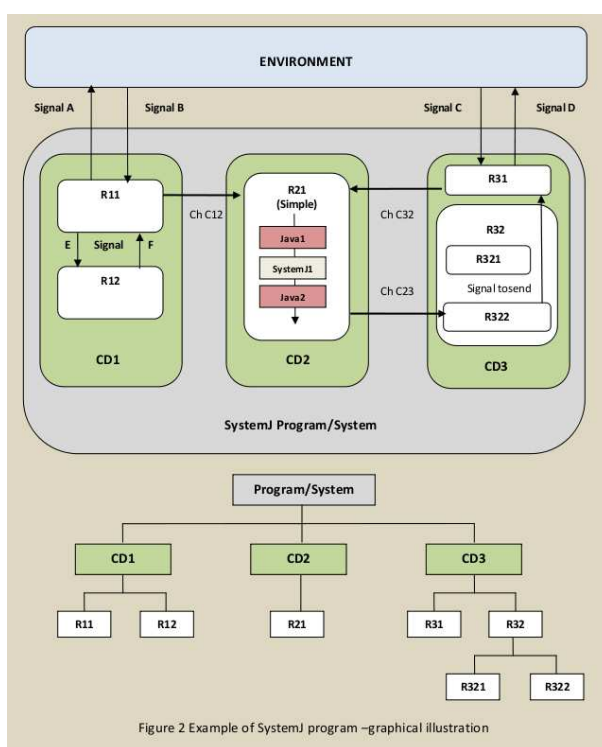 ENVIRONMENT
Signal A
Signal B
Signal C
Signal D
R11
Ch C12
E
Signal
F
R12
CD1
R21
(Simple)
Java1
SystemJ1
Java2
CD2
Ch C32
Ch C23
R31
R32
R321
Signal tosend
R322
CD3
SystemJ Program/System
Program/System
CD1
CD2
CD3
R11
R12
R21
R31
R32
R321
R322
Figure 2 Example of SystemJ program –graphical illustration